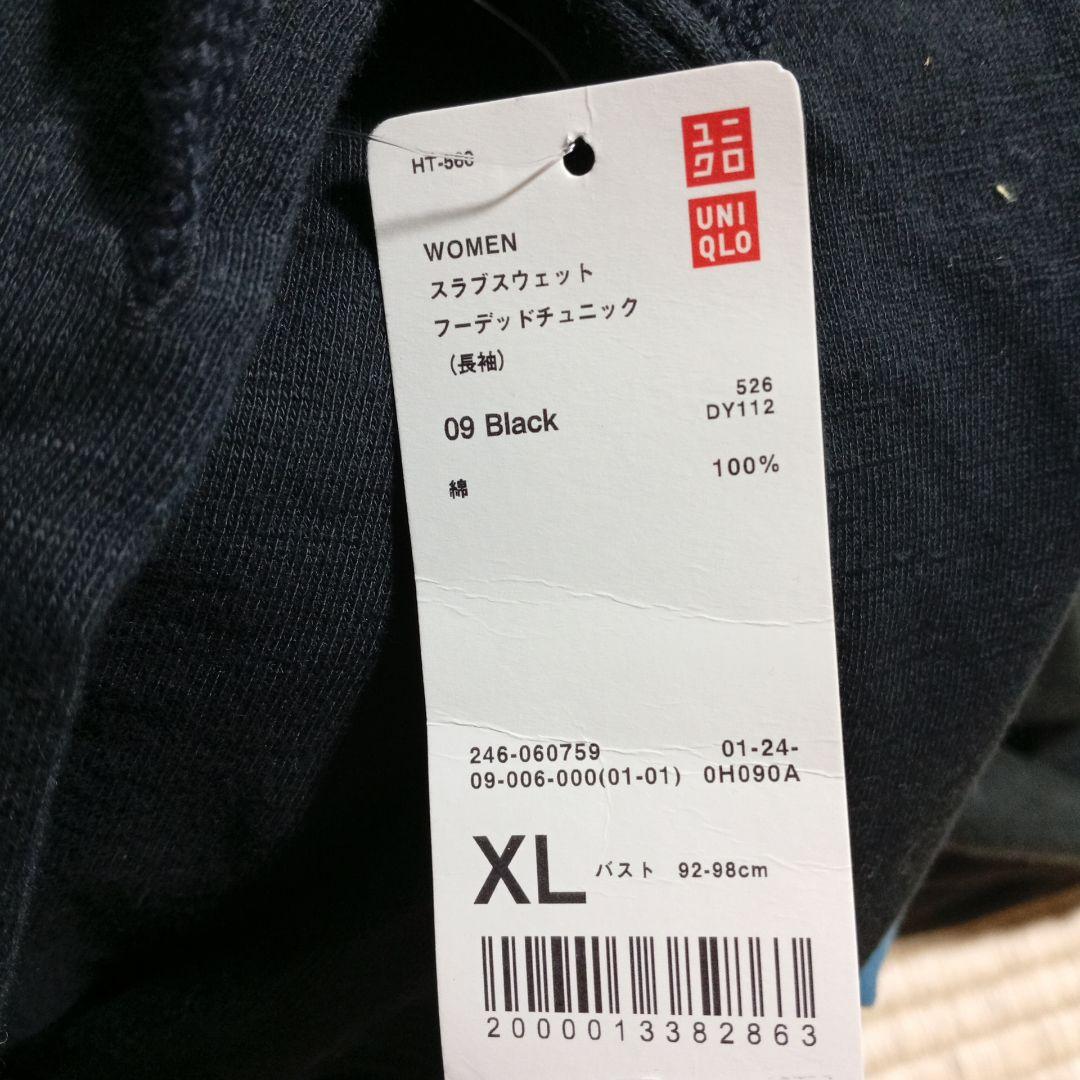 HT-560
ユニ
クロ
UNI
QLO
WOMEN
スラブスウェット
フーデッドチュニック
（長袖）
526
09 Black DY112
綿 100%
246-060759 01-24-
09-006-000(01-01) 0H090A
XL バスト 92-98cm
2000013382863